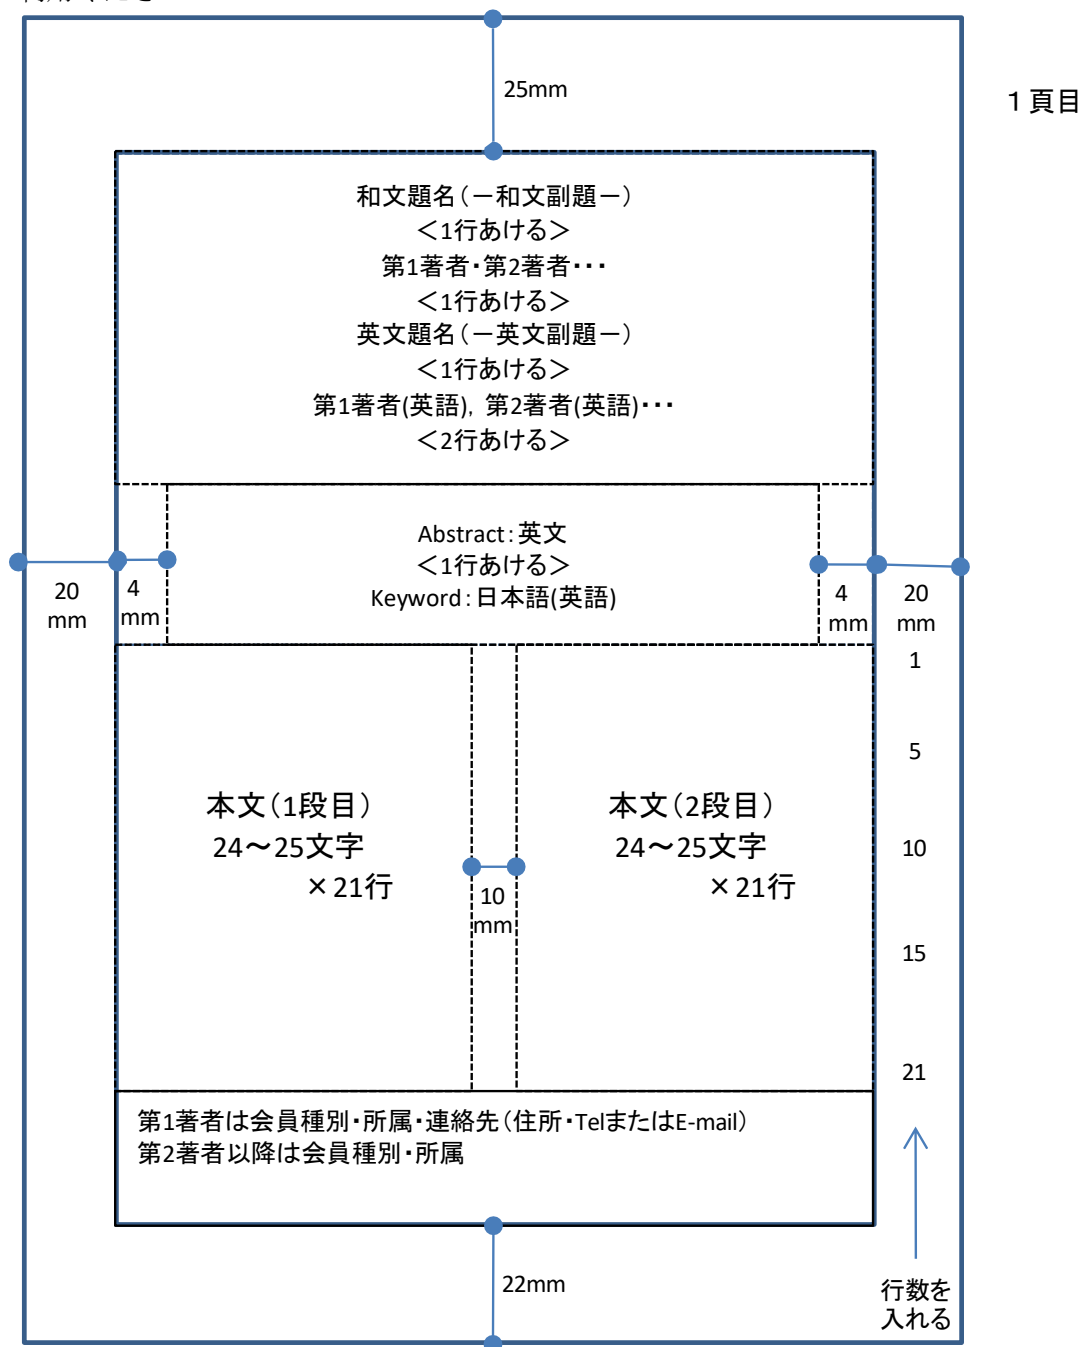 25mm
1頁目
和文題名(－和文副題－)
＜1行あける＞
第1著者・第2著者・・・
＜1行あける＞
英文題名(－英文副題－)
＜1行あける＞
第1著者(英語), 第2著者(英語)・・・
＜2行あける＞
Abstract:英文
＜1行あける＞
Keyword:日本語(英語)
20
mm
4
mm
4
mm
20
mm
1
5
10
15
21
本文(1段目)
24～25文字
×21行
10
mm
本文(2段目)
24～25文字
×21行
第1著者は会員種別・所属・連絡先(住所・TelまたはE-mail)
第2著者以降は会員種別・所属
22mm
行数を
入れる